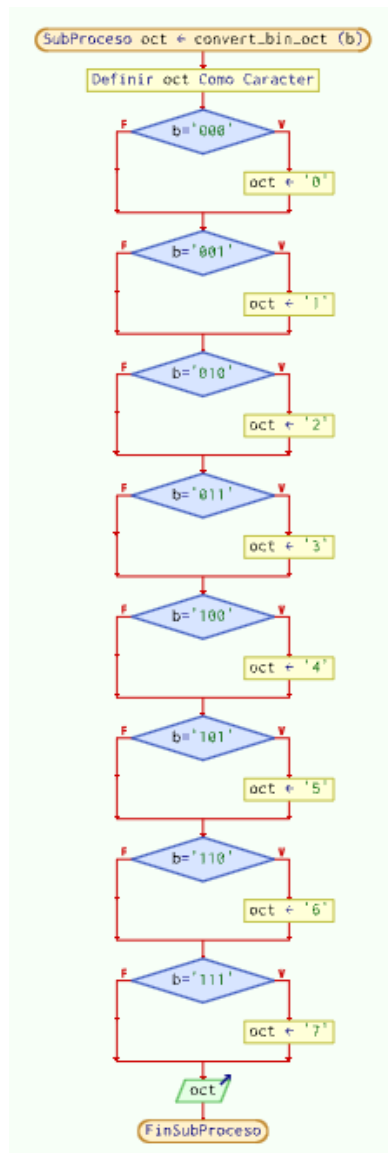 SubProceso oct ← convert_bin_oct (b)
Definir oct Como Caracter
F b='000' V
oct ← '0'
F b='001' V
oct ← '1'
F b='010' V
oct ← '2'
F b='011' V
oct ← '3'
F b='100' V
oct ← '4'
F b='101' V
oct ← '5'
F b='110' V
oct ← '6'
F b='111' V
oct ← '7'
oct
FinSubProceso